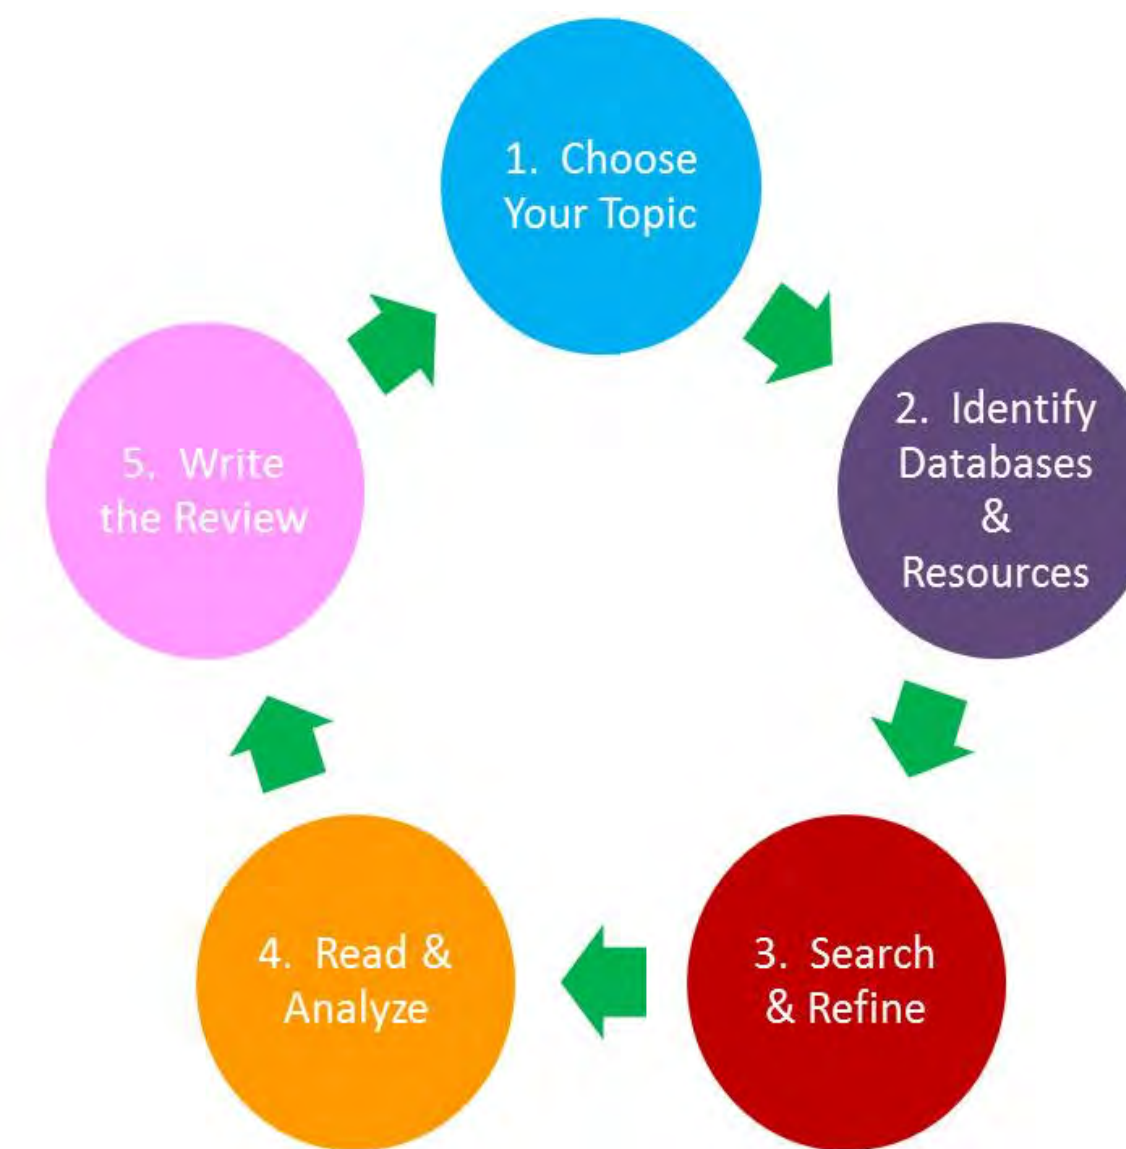 1. Choose
Your Topic
2. Identify
Databases
&
Resources
3. Search
& Refine
4. Read &
Analyze
5. Write
the Review